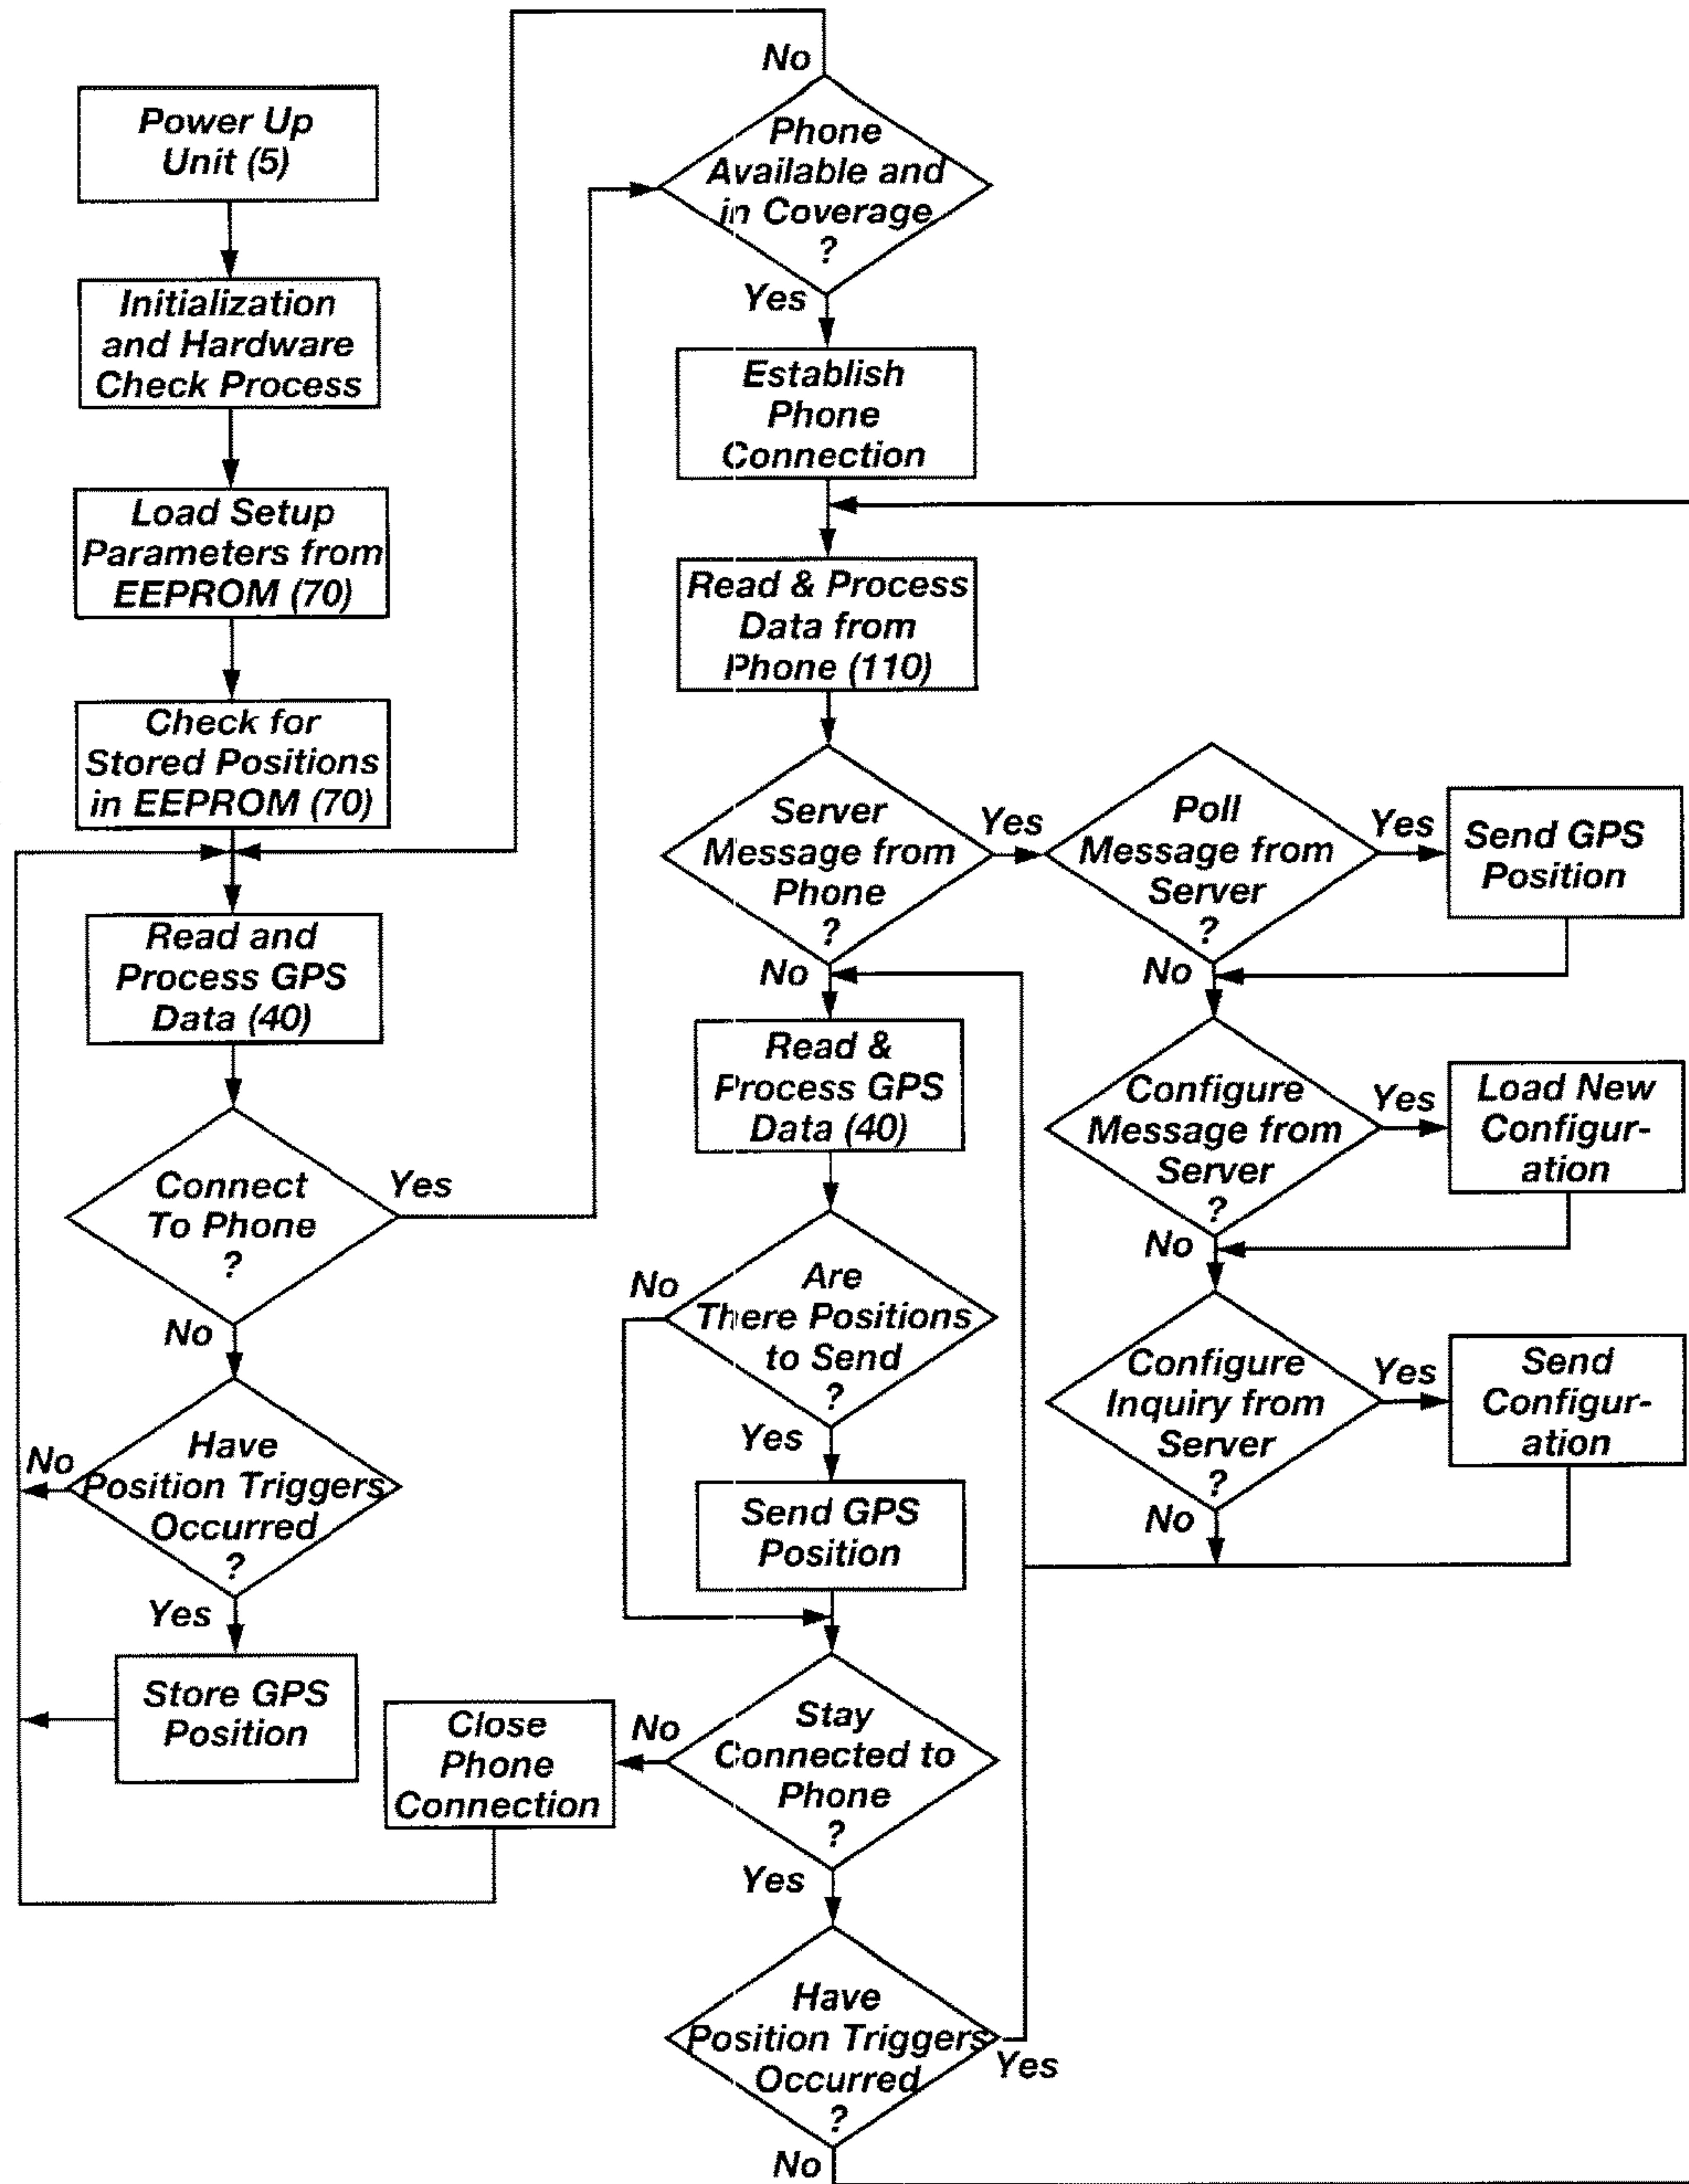 Power Up
Unit (5)
Initialization
and Hardware
Check Process
Load Setup
Parameters from
EEPROM (70)
Check for
Stored Positions
in EEPROM (70)
Read and
Process GPS
Data (40)
Connect
To Phone
?
Yes
No
Have
Position Triggers
Occurred
?
No
Yes
Store GPS
Position
No
Phone
Available and
in Coverage
?
Yes
Establish
Phone
Connection
Read & Process
Data from
Phone (110)
Server
Message from
Phone
?
Yes
No
Read &
Process GPS
Data (40)
Are
There Positions
to Send
?
No
Yes
Send GPS
Position
Stay
Connected to
Phone
?
No
Close
Phone
Connection
Yes
Have
Position Triggers
Occurred
?
Yes
No
Poll
Message from
Server
?
Yes
Send GPS
Position
No
Configure
Message from
Server
?
Yes
Load New
Configur-
ation
No
Configure
Inquiry from
Server
?
Yes
Send
Configur-
ation
No